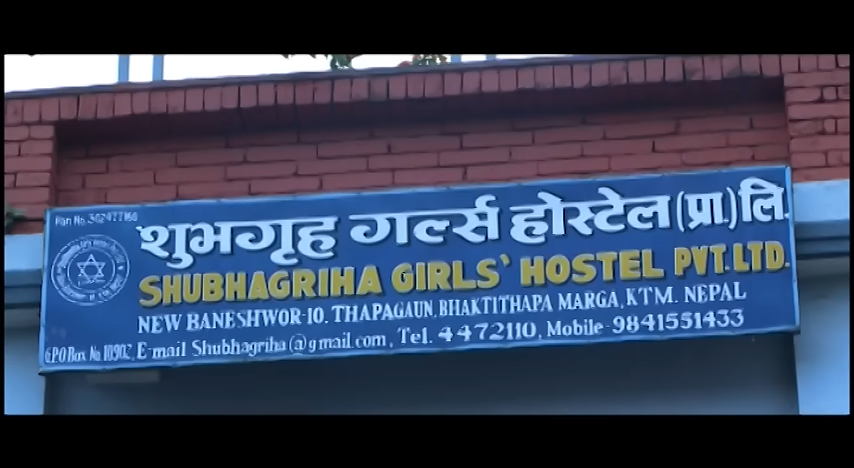 Pan No. 302477160
शुभगृह गर्ल्स होस्टेल (प्रा.) लि.
SHUBHAGRIHA GIRLS' HOSTEL PVT. LTD.
NEW BANESHWOR-10. THAPAGAUN, BHAKTITHAPA MARGA, KTM. NEPAL
G.P.O Box No. 10902, E-mail Shubhagriha@gmail.com, Tel. 4472110, Mobile-9841551433